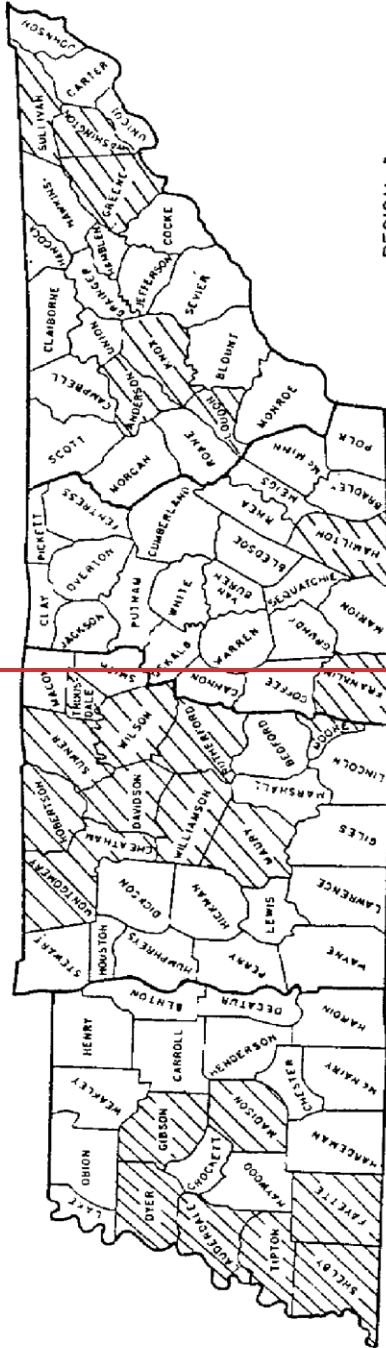 JOHNSON
CARTER
SULLIVAN
UNICOI
WASHINGTON
GREENE
HAWKINS
HANCOCK
HAMBLEN
COCKE
GRAINGER
JEFFERSON
CLAIBORNE
UNION
SEVIER
KNOX
CAMPBELL
BLOUNT
ANDERSON
LOUDON
MONROE
SCOTT
ROANE
MORGAN
MC MINN
POLK
MEIGS
BRADLEY
RHEA
FENTRESS
CUMBERLAND
PICKETT
BLEDSOE
HAMILTON
OVERTON
CLAY
PUTNAM
WHITE
VAN
BUREN
SEQUATCHIE
MARION
JACKSON
GRUNDY
WARREN
DEKALB
SMITH
CANNON
COFFEE
FRANKLIN
MACON
TROUS-
DALE
WILSON
SUMNER
RUTHERFORD
BEDFORD
MOORE
LINCOLN
MARSHALL
ROBERTSON
DAVIDSON
WILLIAMSON
CHEATHAM
MAURY
GILES
MONTGOMERY
DICKSON
HICKMAN
LEWIS
LAWRENCE
STEWART
HOUSTON
HUMPHREYS
PERRY
WAYNE
BENTON
DECATUR
HARDIN
HENRY
CARROLL
HENDERSON
CHESTER
MC NAIRY
WEAKLEY
GIBSON
MADISON
HARDEMAN
OBION
CROCKETT
HAYWOOD
LAKE
DYER
LAUDERDALE
TIPTON
FAYETTE
SHELBY